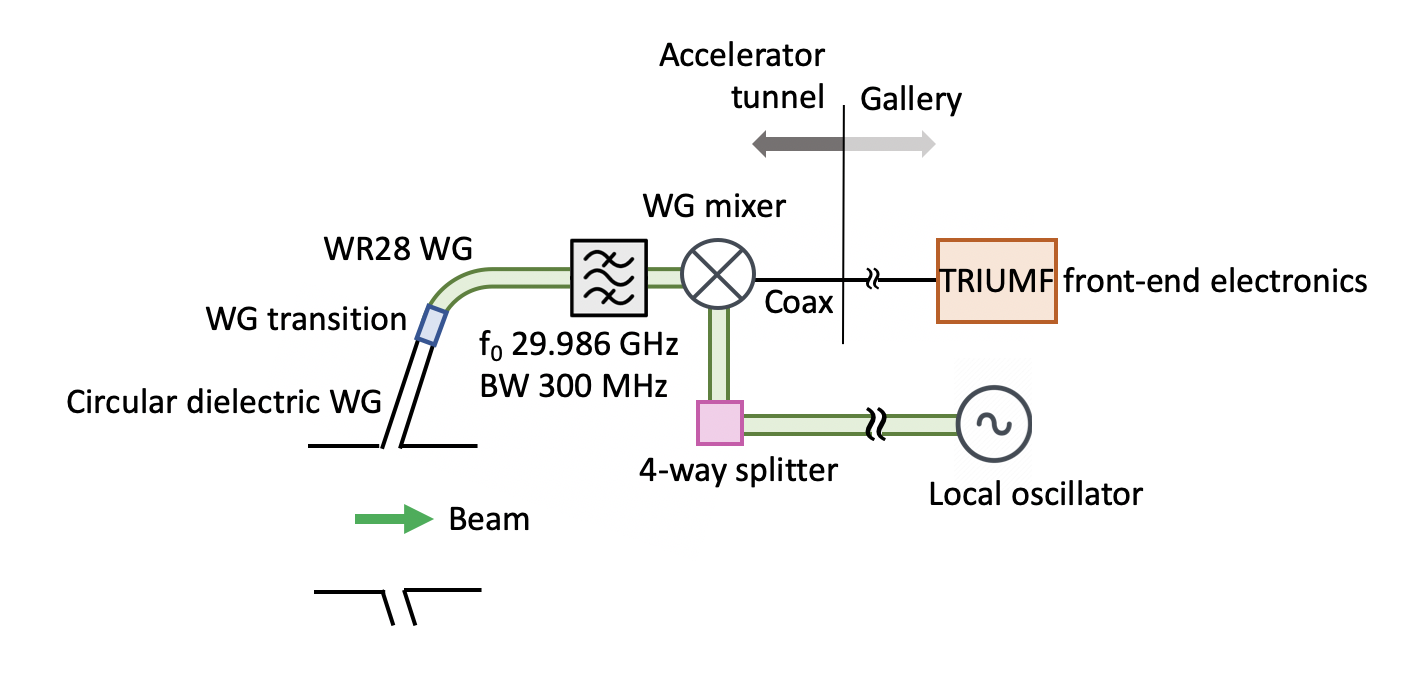 Accelerator
tunnel
Gallery
WG mixer
WR28 WG
TRIUMF front-end electronics
Coax
WG transition
f₀ 29.986 GHz
BW 300 MHz
Circular dielectric WG
4-way splitter
Local oscillator
Beam